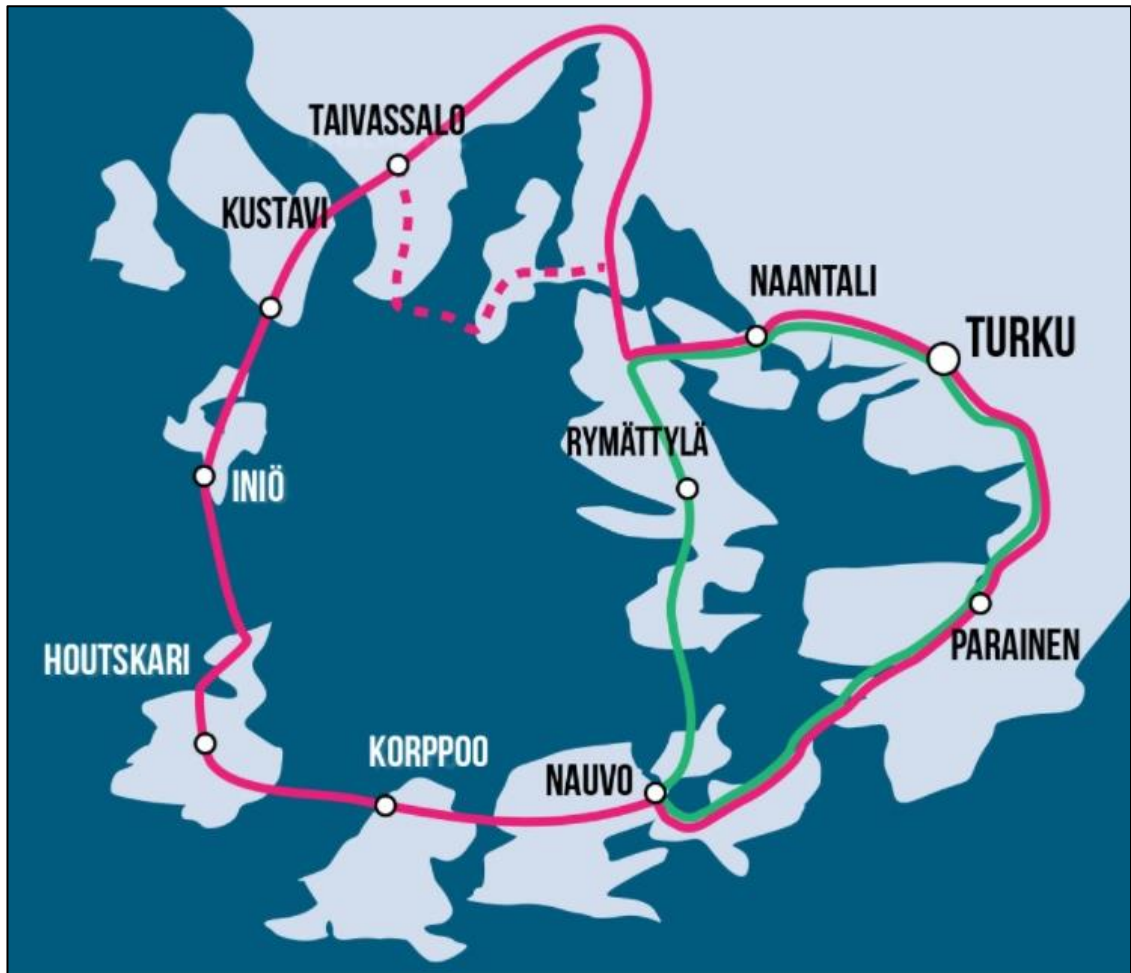 TAIVASSALO
KUSTAVI
NAANTALI
TURKU
RYMÄTTYLÄ
INIÖ
HOUTSKARI
PARAINEN
KORPPOO
NAUVO